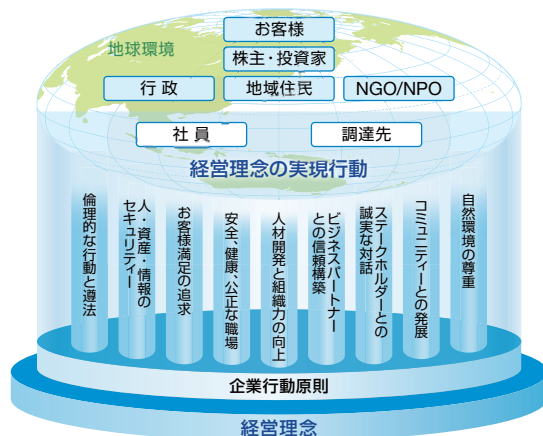 お客様
地球環境
株主・投資家
行 政
地域住民
NGO/NPO
社 員
調達先
経営理念の実現行動
倫理的な行動と遵法
人・資産・情報の
セキュリティー
お客様満足の追求
安全、健康、公正な職場
人材開発と組織力の向上
ビジネスパートナー
との信頼構築
ステークホルダーとの
誠実な対話
コミュニティーとの発展
自然環境の尊重
企業行動原則
経営理念